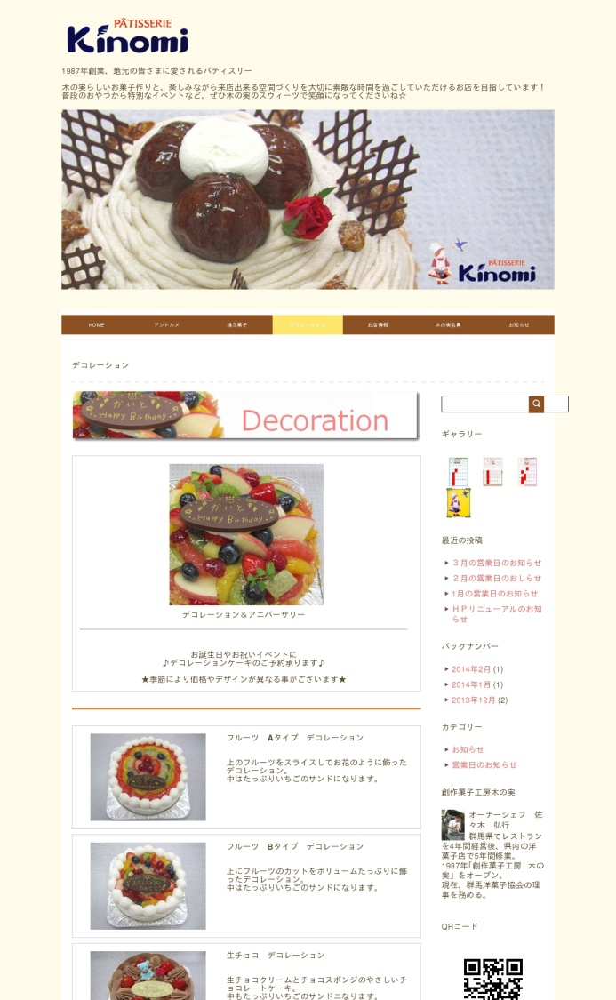 PÂTISSERIE
Kinomi
1987年創業、地元の皆さまに愛されるパティスリー
木の実らしいお菓子作りと、楽しみながら来店出来る空間づくりを大切に素敵な時間を過ごしていただけるお店を目指しています！
普段のおやつから特別なイベントなど、ぜひ木の実のスウィーツで笑顔になってくださいね☆
PÂTISSERIE
Kinomi
HOME
アントルメ
焼き菓子
デコレーション
お店情報
木の実会員
お知らせ
デコレーション
かいと
Happy Birthday
Decoration
かいと
Happy Birthday
デコレーション＆アニバーサリー
お誕生日やお祝いイベントに
♪デコレーションケーキのご予約承ります♪
★季節により価格やデザインが異なる事がございます★
フルーツ　Aタイプ　デコレーション
上のフルーツをスライスしてお花のように飾った
デコレーション。
中はたっぷりいちごのサンドになります。
フルーツ　Bタイプ　デコレーション
上にフルーツのカットをボリュームたっぷりに飾
ったデコレーション。
中はたっぷりいちごのサンドになります。
生チョコ　デコレーション
生チョコクリームとチョコスポンジのやさしいチ
ョコレートケーキ。
中もたっぷりいちごのサンドになります。
ギャラリー
最近の投稿
３月の営業日のお知らせ
２月の営業日のおしらせ
1月の営業日のお知らせ
ＨＰリニューアルのお知
らせ
バックナンバー
2014年2月 (1)
2014年1月 (1)
2013年12月 (2)
カテゴリー
お知らせ
営業日のお知らせ
創作菓子工房木の実
オーナーシェフ　佐
々木　弘行
群馬県でレストラン
を4年間経営後、県内の洋
菓子店で5年間修業。
1987年｢創作菓子工房　木の
実」をオープン。
現在、群馬洋菓子協会の理
事を務める。
QRコード